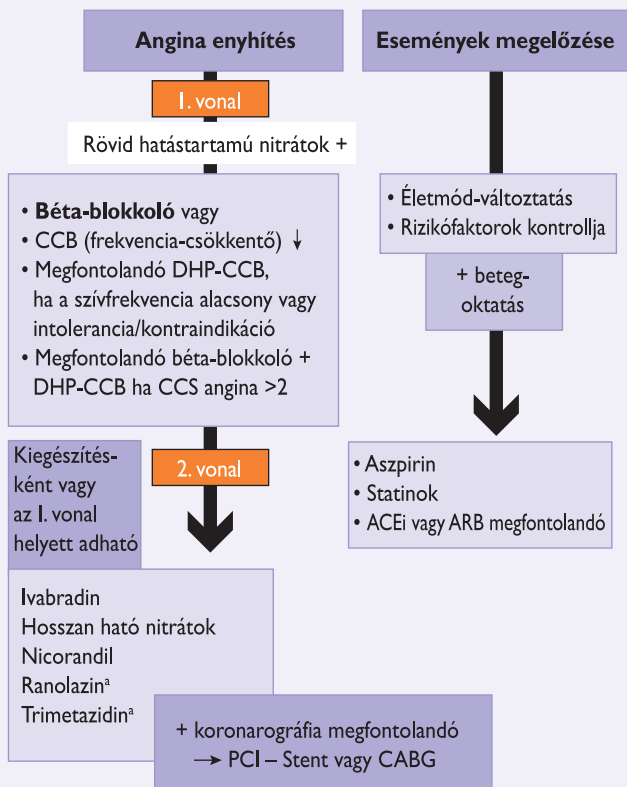 Angina enyhítés
1. vonal
Rövid hatástartamú nitrátok +
• Béta-blokkoló vagy
• CCB (frekvencia-csökkentő) ↓
• Megfontolandó DHP-CCB,
ha a szívfrekvencia alacsony vagy
intolerancia/kontraindikáció
• Megfontolandó béta-blokkoló +
DHP-CCB ha CCS angina >2
2. vonal
Kiegészítés-
ként vagy
az 1. vonal
helyett adható
Ivabradin
Hosszan ható nitrátok
Nicorandil
Ranolazinᵃ
Trimetazidinᵃ
+ koronarográfia megfontolandó
→ PCI – Stent vagy CABG
Események megelőzése
• Életmód-változtatás
• Rizikófaktorok kontrollja
+ beteg-
oktatás
• Aszpirin
• Statinok
• ACEi vagy ARB megfontolandó